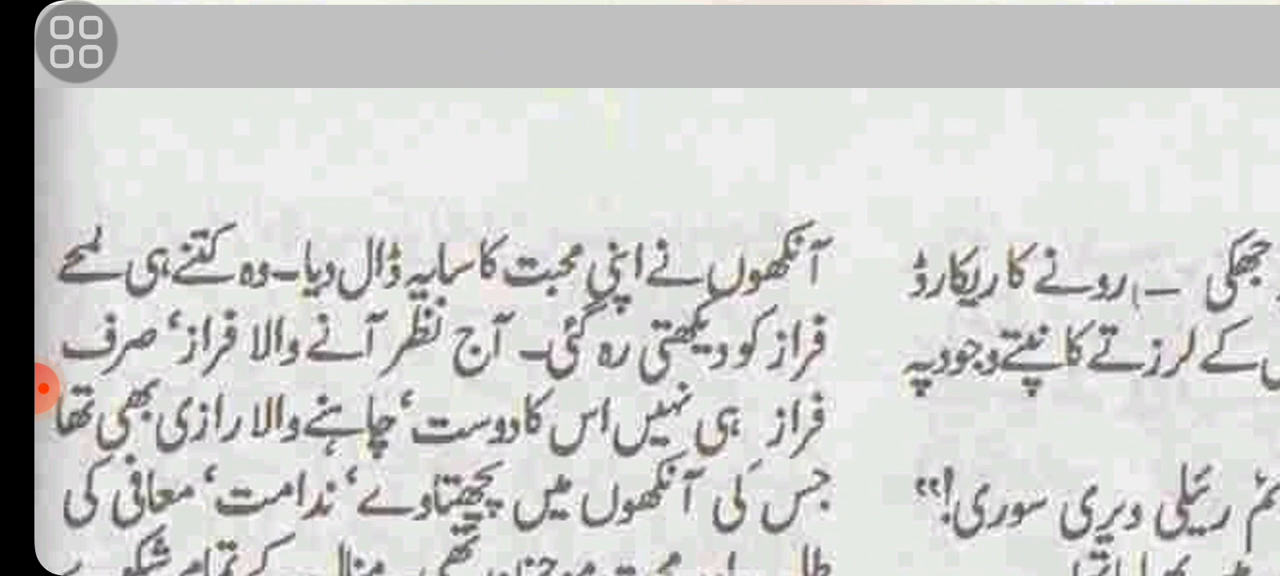 جھکی ۔ رونے کا ریکارڈ
کے لرزتے کانپتے وجود پہ
رئیلی ویری سوری!“
آنکھوں نے اپنی محبت کا سایہ ڈال دیا۔ وہ کتنے ہی لمحے
فراز کو دیکھتی رہ گئی۔ آج نظر آنے والا فراز‘ صرف
فراز ہی نہیں اس کا دوست‘ چاہنے والا رازی بھی تھا
جس کی آنکھوں میں پچھتاوے‘ ندامت‘ معافی کی